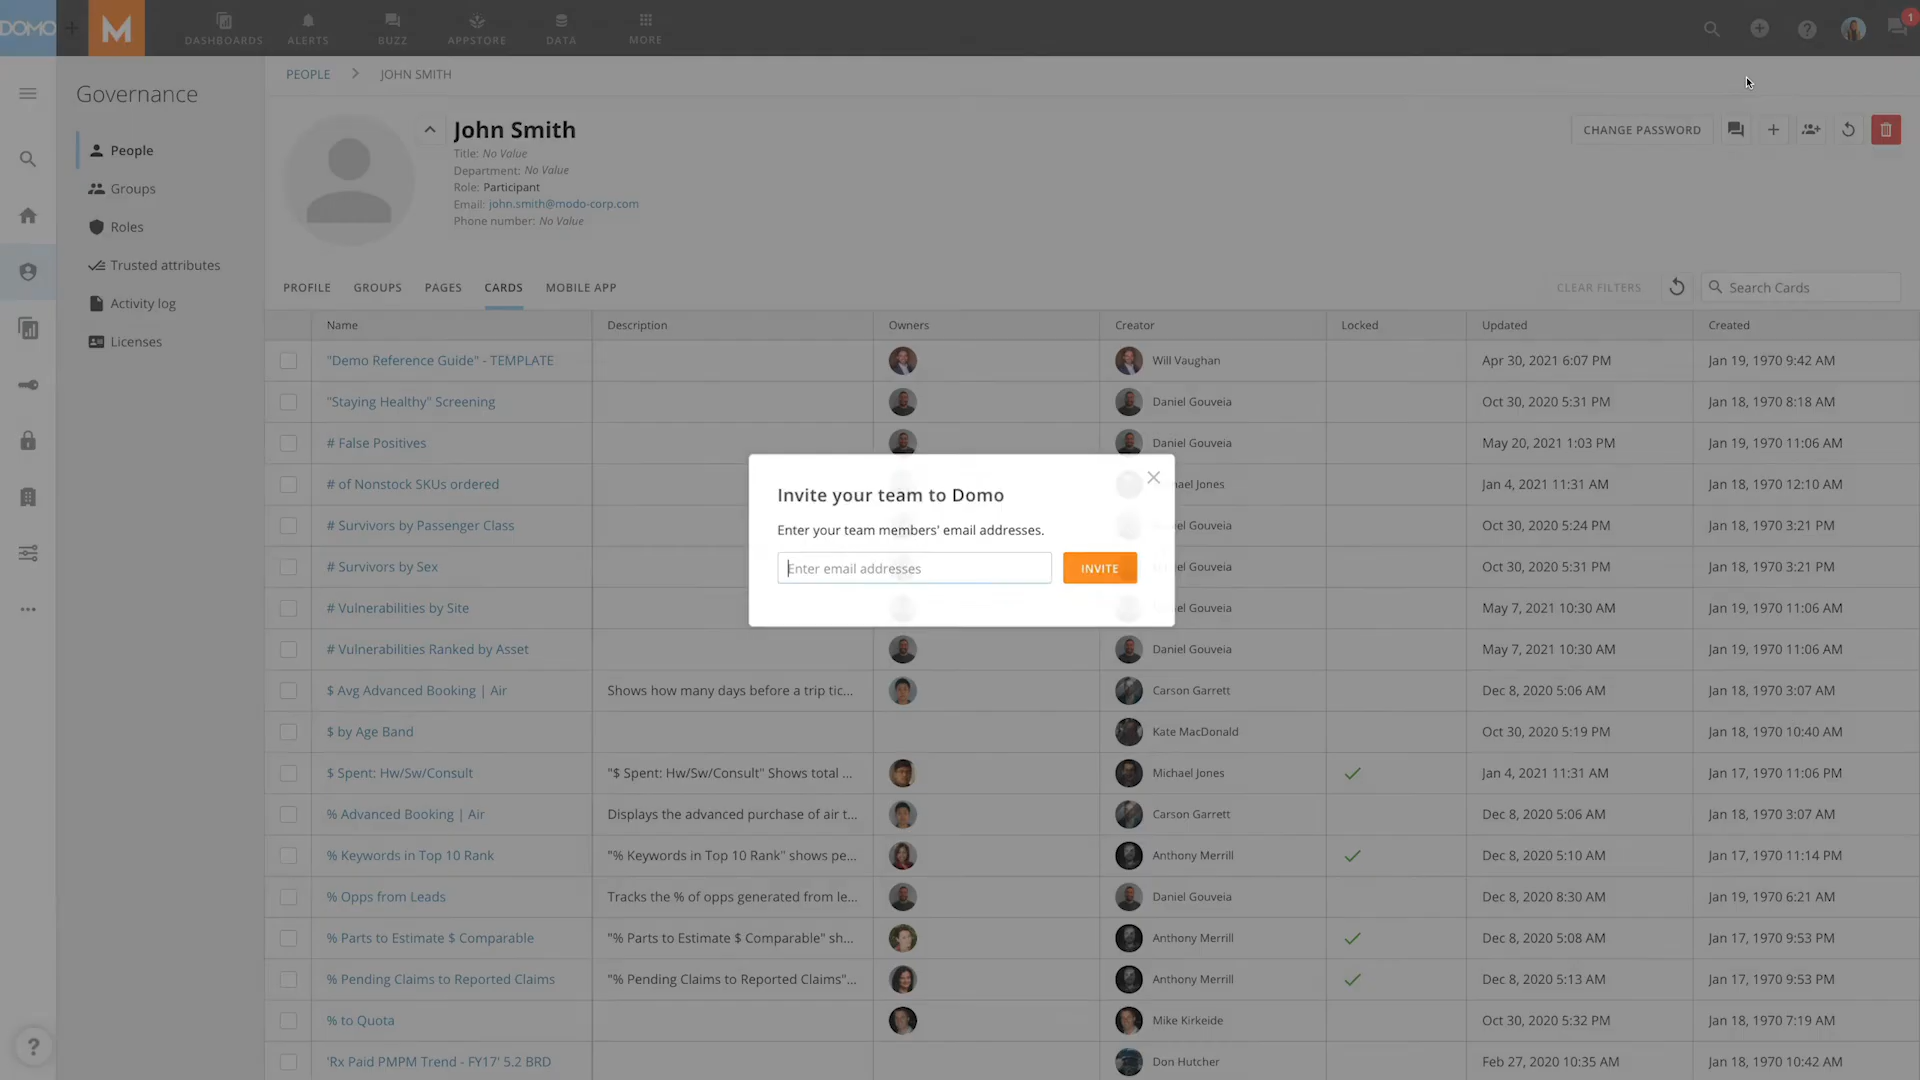 DOMO
M
DASHBOARDS ALERTS BUZZ APPSTORE DATA MORE
1
PEOPLE JOHN SMITH
Governance
People
Groups
Roles
Trusted attributes
Activity log
Licenses
John Smith
Title: No Value
Department: No Value
Role: Participant
Email: john.smith@modo-corp.com
Phone number: No Value
CHANGE PASSWORD
PROFILE GROUPS PAGES CARDS MOBILE APP
CLEAR FILTERS
Search Cards
Name Description Owners Creator Locked Updated Created
"Demo Reference Guide" - TEMPLATE Will Vaughan Apr 30, 2021 6:07 PM Jan 19, 1970 9:42 AM
"Staying Healthy" Screening Daniel Gouveia Oct 30, 2020 5:31 PM Jan 18, 1970 8:18 AM
# False Positives Daniel Gouveia May 20, 2021 1:03 PM Jan 19, 1970 11:06 AM
# of Nonstock SKUs ordered Jones Jan 4, 2021 11:31 AM Jan 18, 1970 12:10 AM
# Survivors by Passenger Class Gouveia Oct 30, 2020 5:24 PM Jan 18, 1970 3:21 PM
# Survivors by Sex Gouveia Oct 30, 2020 5:31 PM Jan 18, 1970 3:21 PM
# Vulnerabilities by Site Gouveia May 7, 2021 10:30 AM Jan 19, 1970 11:06 AM
# Vulnerabilities Ranked by Asset Daniel Gouveia May 7, 2021 10:30 AM Jan 19, 1970 11:06 AM
$ Avg Advanced Booking | Air Shows how many days before a trip tic... Carson Garrett Dec 8, 2020 5:06 AM Jan 18, 1970 3:07 AM
$ by Age Band Kate MacDonald Oct 30, 2020 5:19 PM Jan 18, 1970 10:40 AM
$ Spent: Hw/Sw/Consult "$ Spent: Hw/Sw/Consult" Shows total ... Michael Jones Jan 4, 2021 11:31 AM Jan 17, 1970 11:06 PM
% Advanced Booking | Air Displays the advanced purchase of air t... Carson Garrett Dec 8, 2020 5:06 AM Jan 18, 1970 3:07 AM
% Keywords in Top 10 Rank "% Keywords in Top 10 Rank" shows pe... Anthony Merrill Dec 8, 2020 5:10 AM Jan 17, 1970 11:14 PM
% Opps from Leads Tracks the % of opps generated from le... Daniel Gouveia Dec 8, 2020 8:30 AM Jan 19, 1970 6:21 AM
% Parts to Estimate $ Comparable "% Parts to Estimate $ Comparable" sh... Anthony Merrill Dec 8, 2020 5:08 AM Jan 17, 1970 9:53 PM
% Pending Claims to Reported Claims "% Pending Claims to Reported Claims"... Anthony Merrill Dec 8, 2020 5:13 AM Jan 17, 1970 9:53 PM
% to Quota Mike Kirkeide Oct 30, 2020 5:32 PM Jan 18, 1970 7:19 AM
'Rx Paid PMPM Trend - FY17' 5.2 BRD Don Hutcher Feb 27, 2020 10:35 AM Jan 18, 1970 10:42 AM
Invite your team to Domo
Enter your team members' email addresses.
Enter email addresses
INVITE